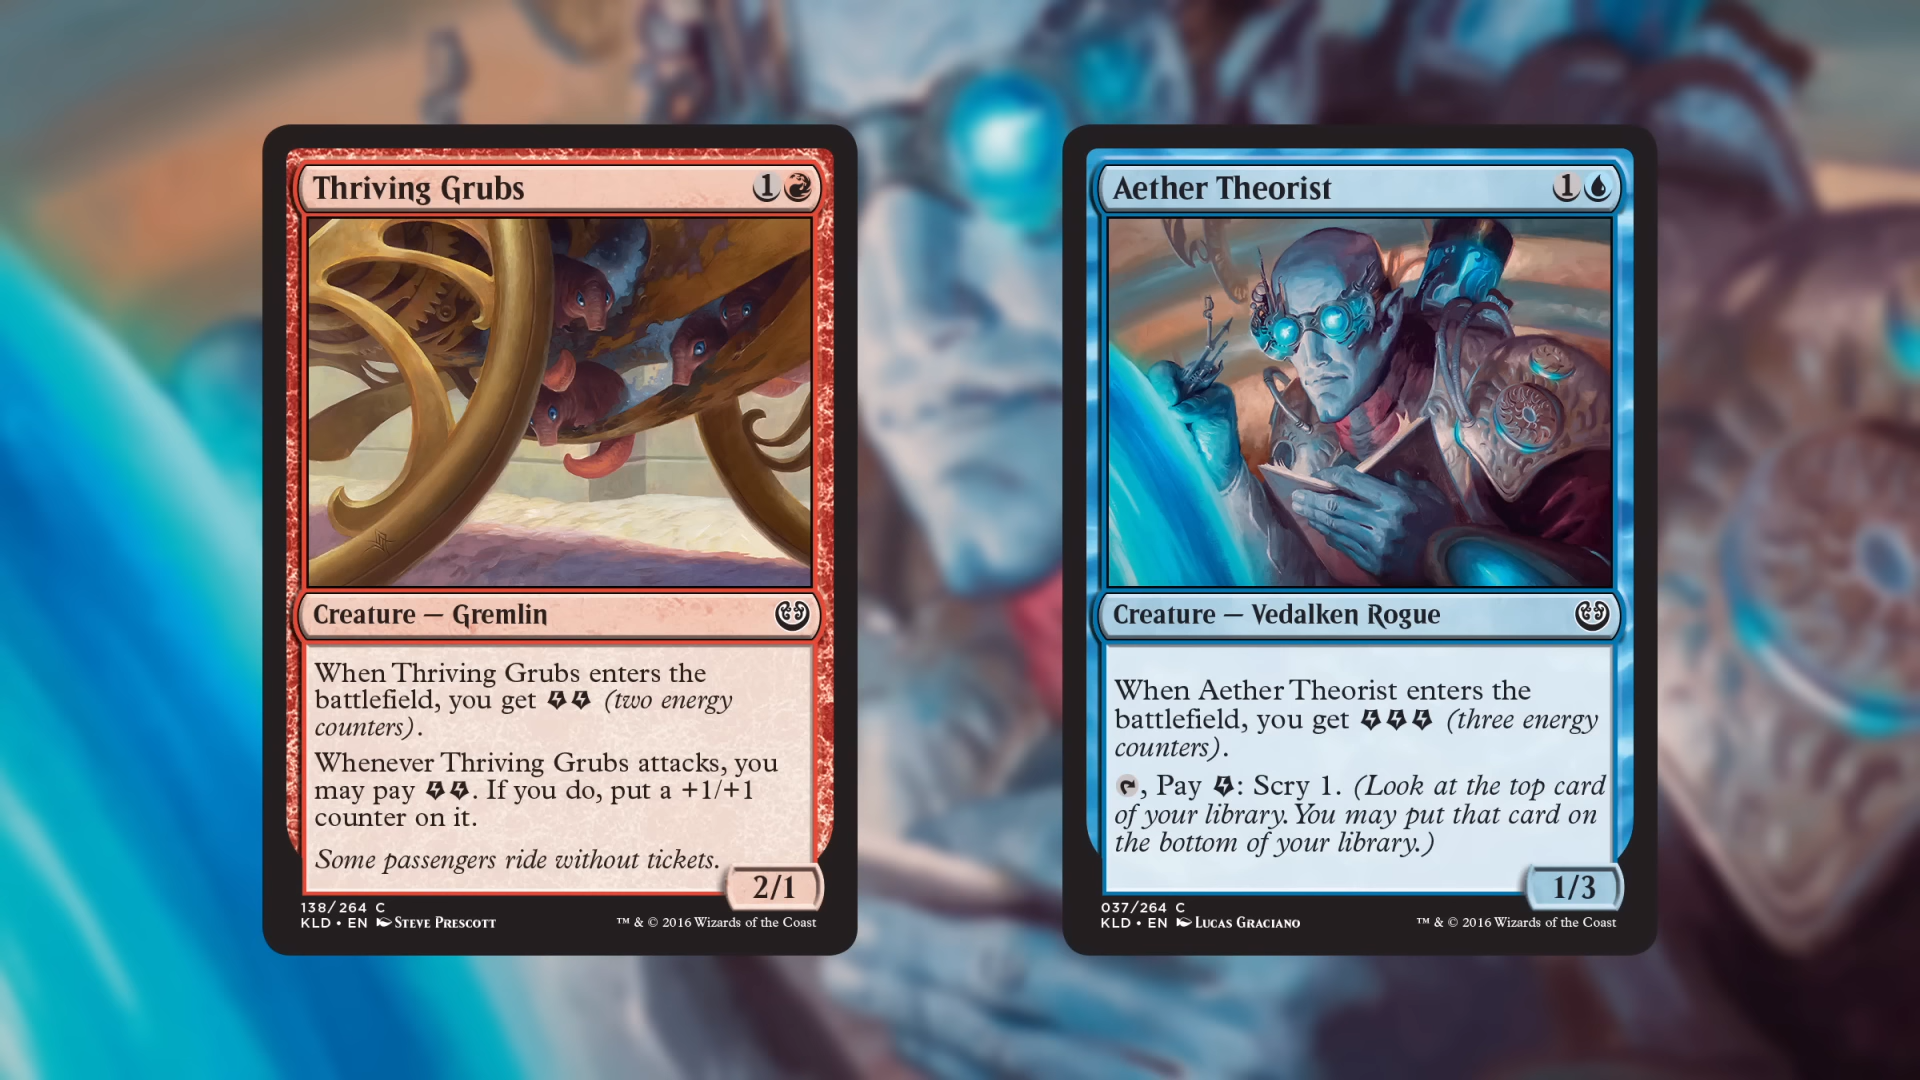 Thriving Grubs
1
Creature — Gremlin
When Thriving Grubs enters the
battlefield, you get (two energy
counters).
Whenever Thriving Grubs attacks, you
may pay . If you do, put a +1/+1
counter on it.
Some passengers ride without tickets.
2/1
138/264 C
KLD • EN STEVE PRESCOTT
™ & © 2016 Wizards of the Coast
Aether Theorist
1
Creature — Vedalken Rogue
When Aether Theorist enters the
battlefield, you get (three energy
counters).
, Pay : Scry 1. (Look at the top card
of your library. You may put that card on
the bottom of your library.)
1/3
037/264 C
KLD • EN LUCAS GRACIANO
™ & © 2016 Wizards of the Coast